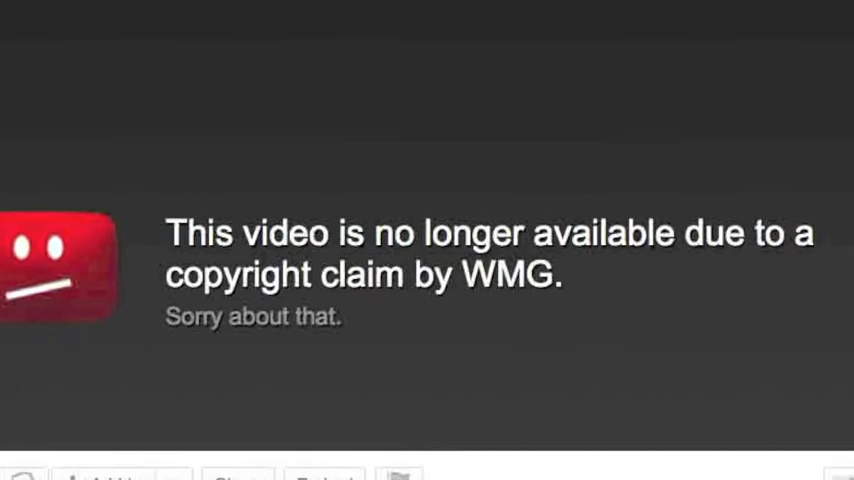 This video is no longer available due to a
copyright claim by WMG.
Sorry about that.